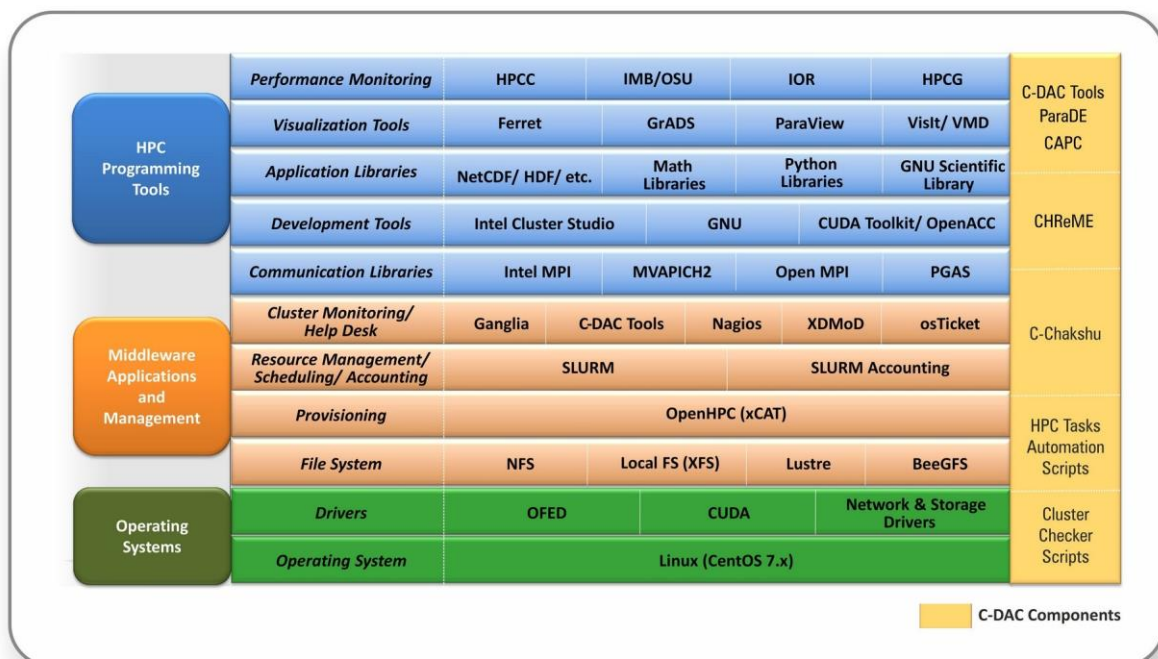 HPC
Programming
Tools
Performance Monitoring HPCC IMB/OSU IOR HPCG
Visualization Tools Ferret GrADS ParaView VisIt/ VMD
Application Libraries NetCDF/ HDF/ etc. Math Libraries Python Libraries GNU Scientific Library
Development Tools Intel Cluster Studio GNU CUDA Toolkit/ OpenACC
Communication Libraries Intel MPI MVAPICH2 Open MPI PGAS
Middleware
Applications
and
Management
Cluster Monitoring/
Help Desk
Ganglia C-DAC Tools Nagios XDMoD osTicket
Resource Management/
Scheduling/ Accounting
SLURM SLURM Accounting
Provisioning OpenHPC (xCAT)
File System NFS Local FS (XFS) Lustre BeeGFS
Operating
Systems
Drivers OFED CUDA Network & Storage Drivers
Operating System Linux (CentOS 7.x)
C-DAC Tools
ParaDE
CAPC
CHReME
C-Chakshu
HPC Tasks
Automation
Scripts
Cluster
Checker
Scripts
C-DAC Components